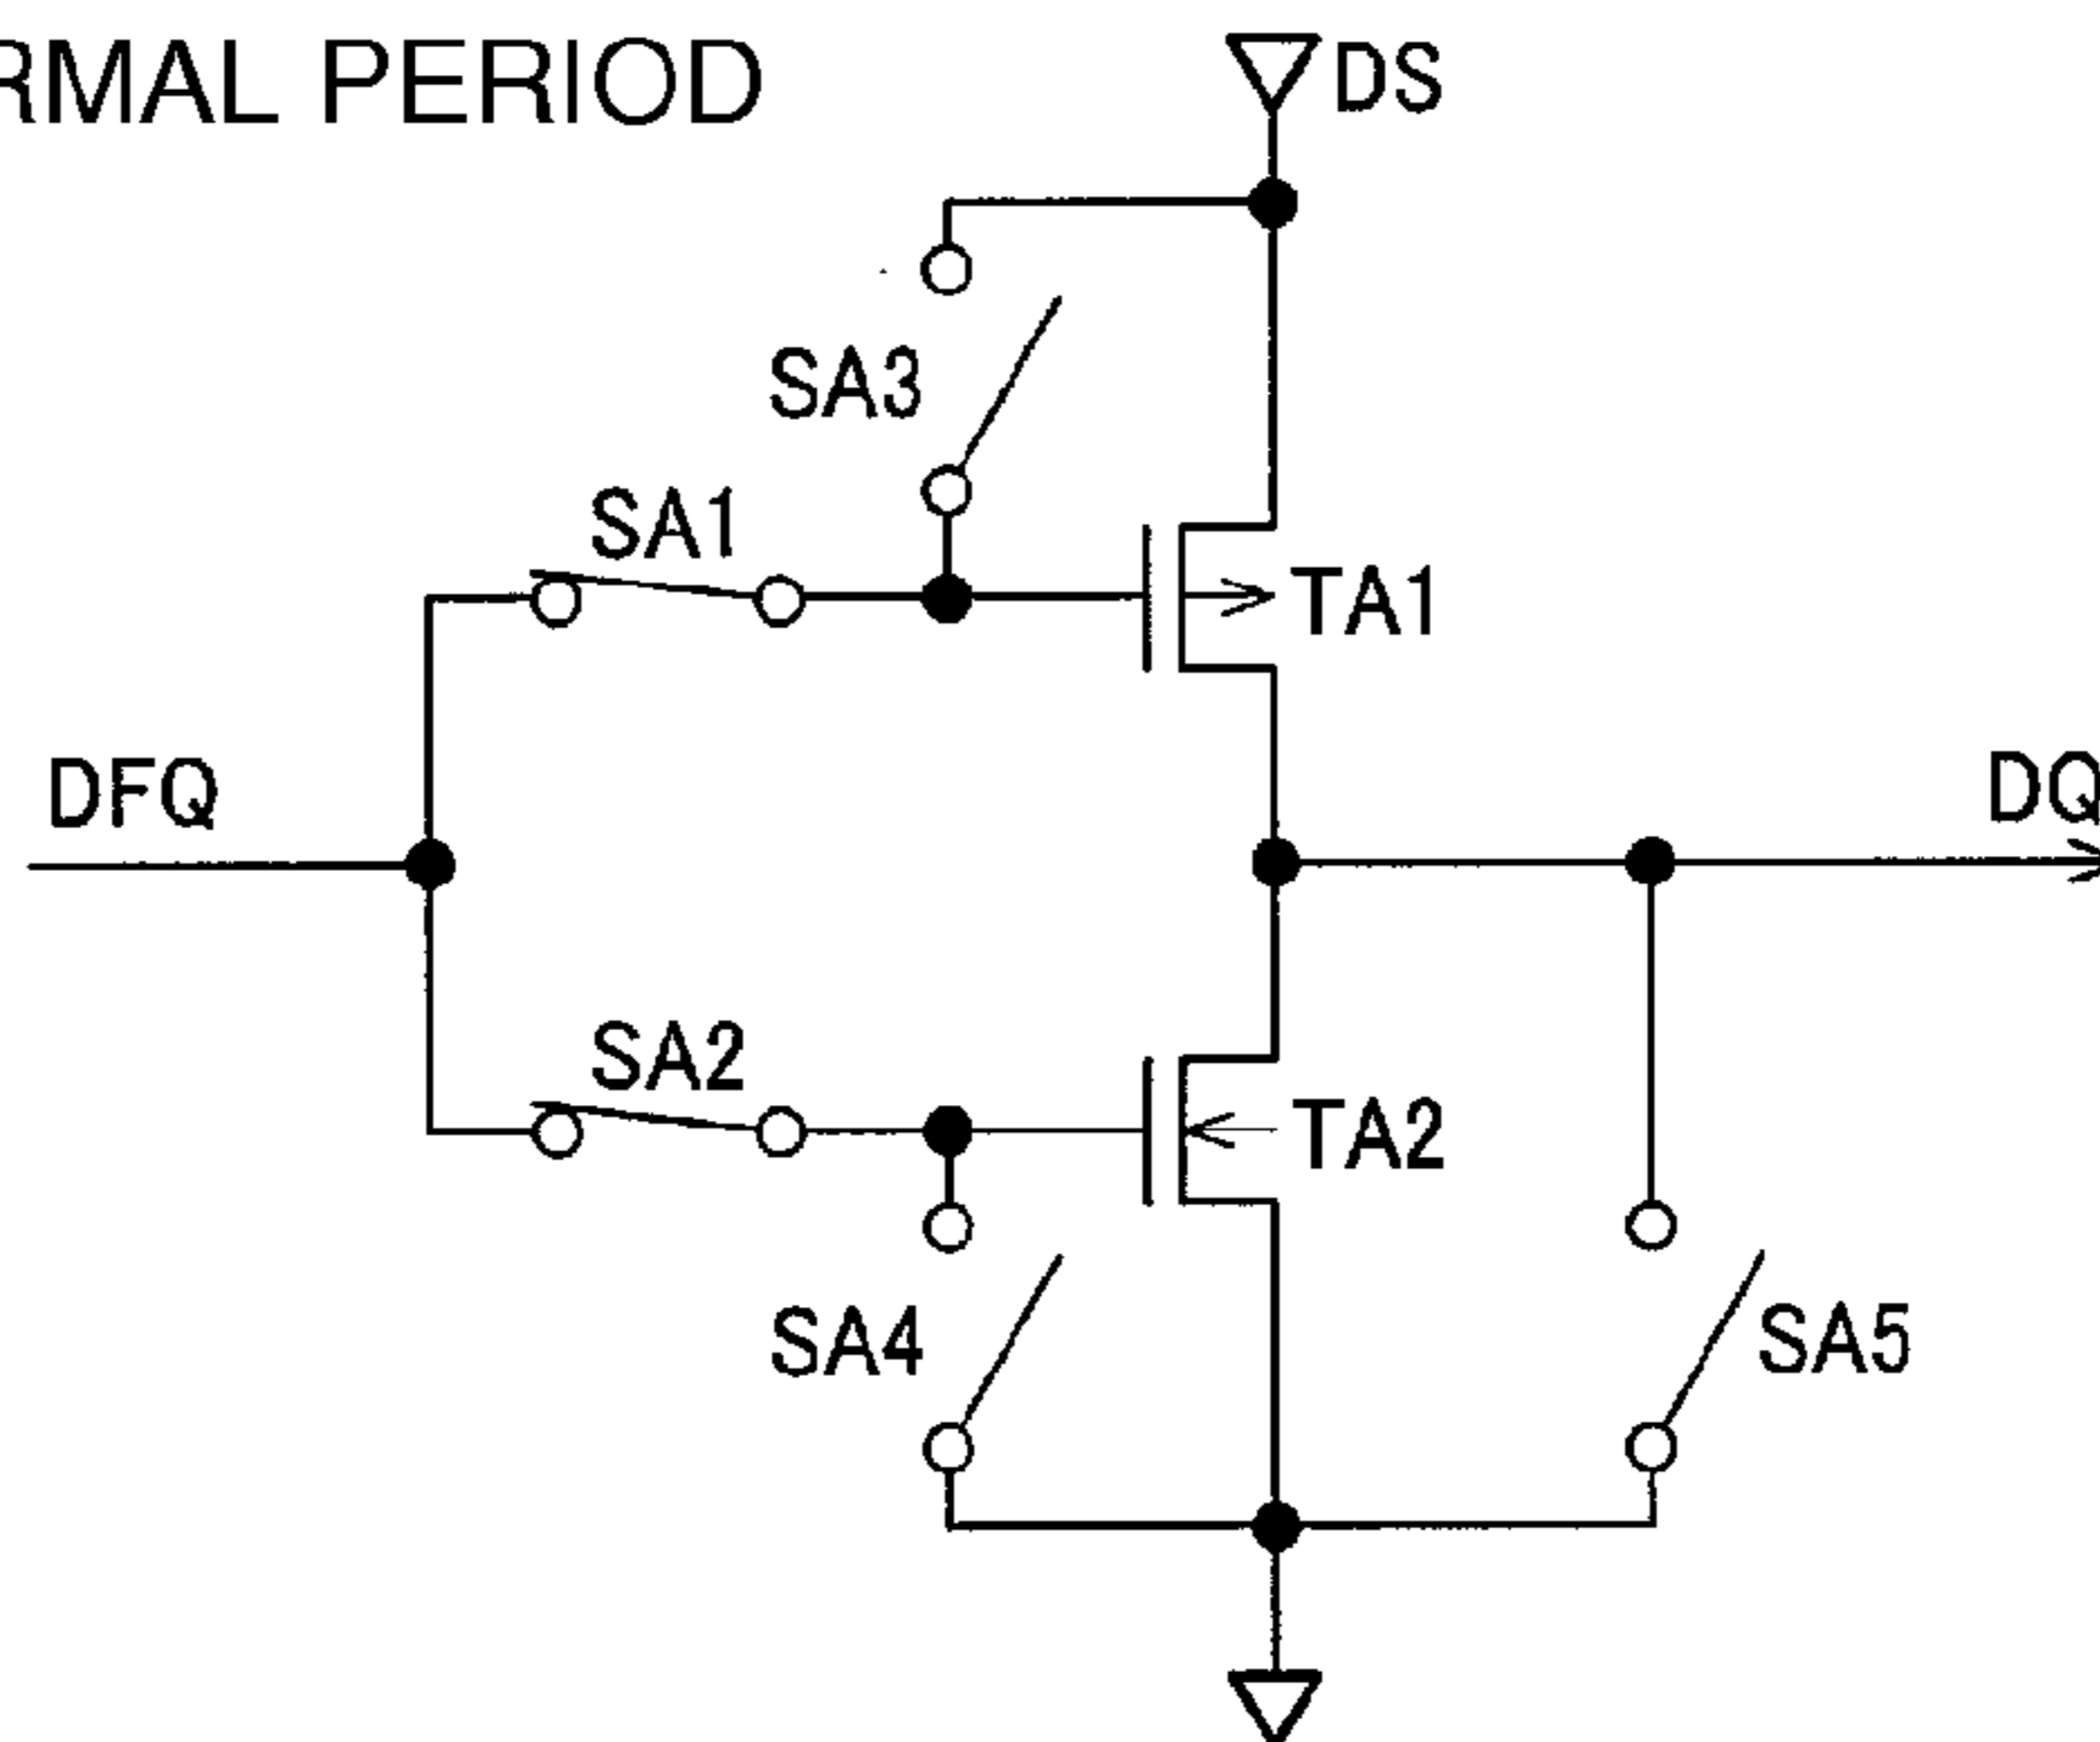 RMAL PERIOD
DS
SA3
SA1
TA1
DFQ
DQ
SA2
TA2
SA4
SA5